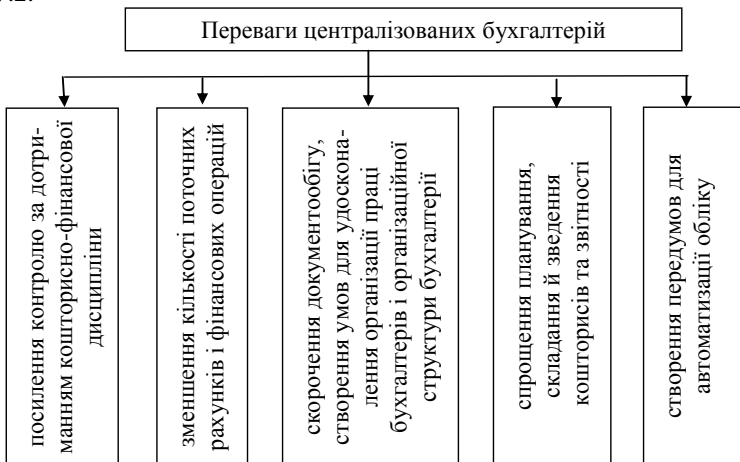 Переваги централізованих бухгалтерій
посилення контролю за дотри-
манням кошторисно-фінансової
дисципліни
зменшення кількості поточних
рахунків і фінансових операцій
скорочення документообігу,
створення умов для удоскона-
лення організації праці
бухгалтерів і організаційної
структури бухгалтерії
спрощення планування,
складання й зведення
кошторисів та звітності
створення передумов для
автоматизації обліку